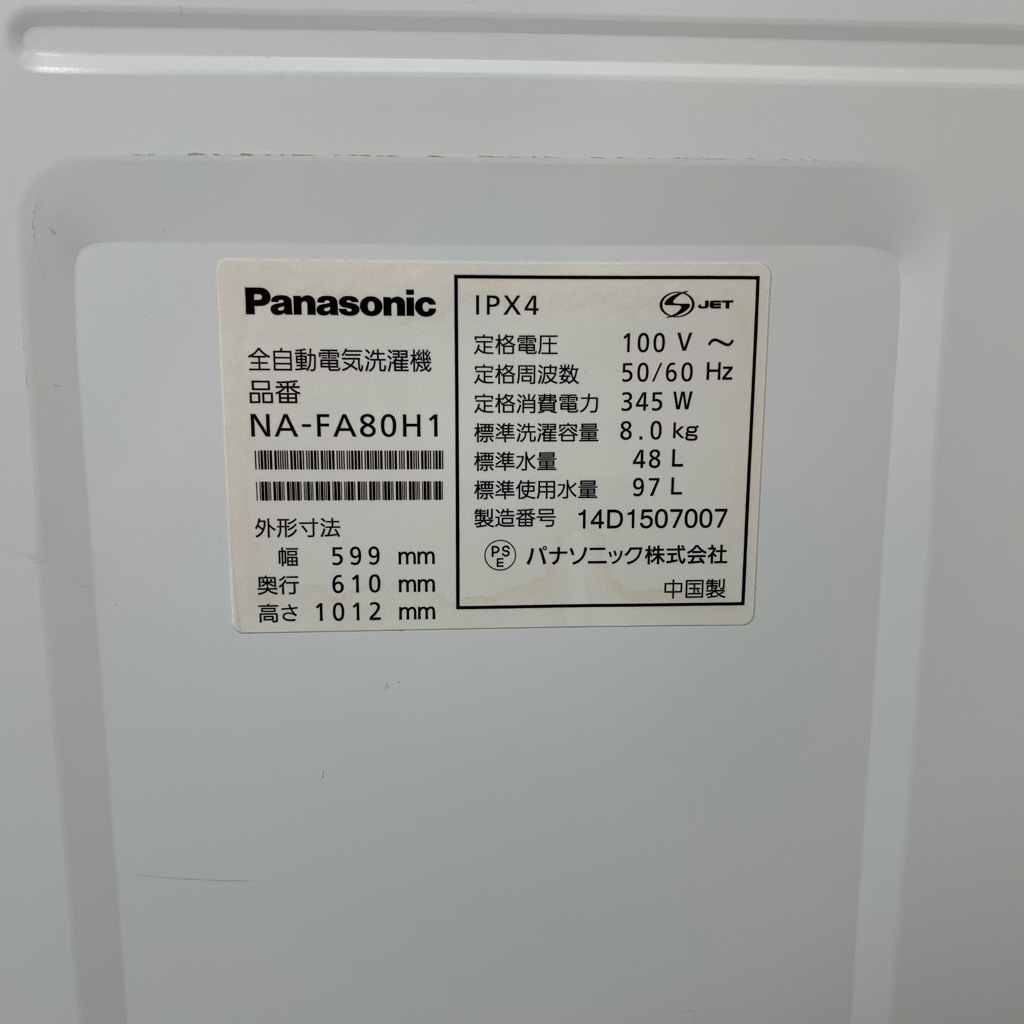 Panasonic
全自動電気洗濯機
品番
NA-FA80H1
外形寸法
幅 599 mm
奥行 610 mm
高さ 1012 mm
IPX4
S JET
定格電圧 100 V ～
定格周波数 50/60 Hz
定格消費電力 345 W
標準洗濯容量 8.0 kg
標準水量 48 L
標準使用水量 97 L
製造番号 14D1507007
PSE パナソニック株式会社
中国製